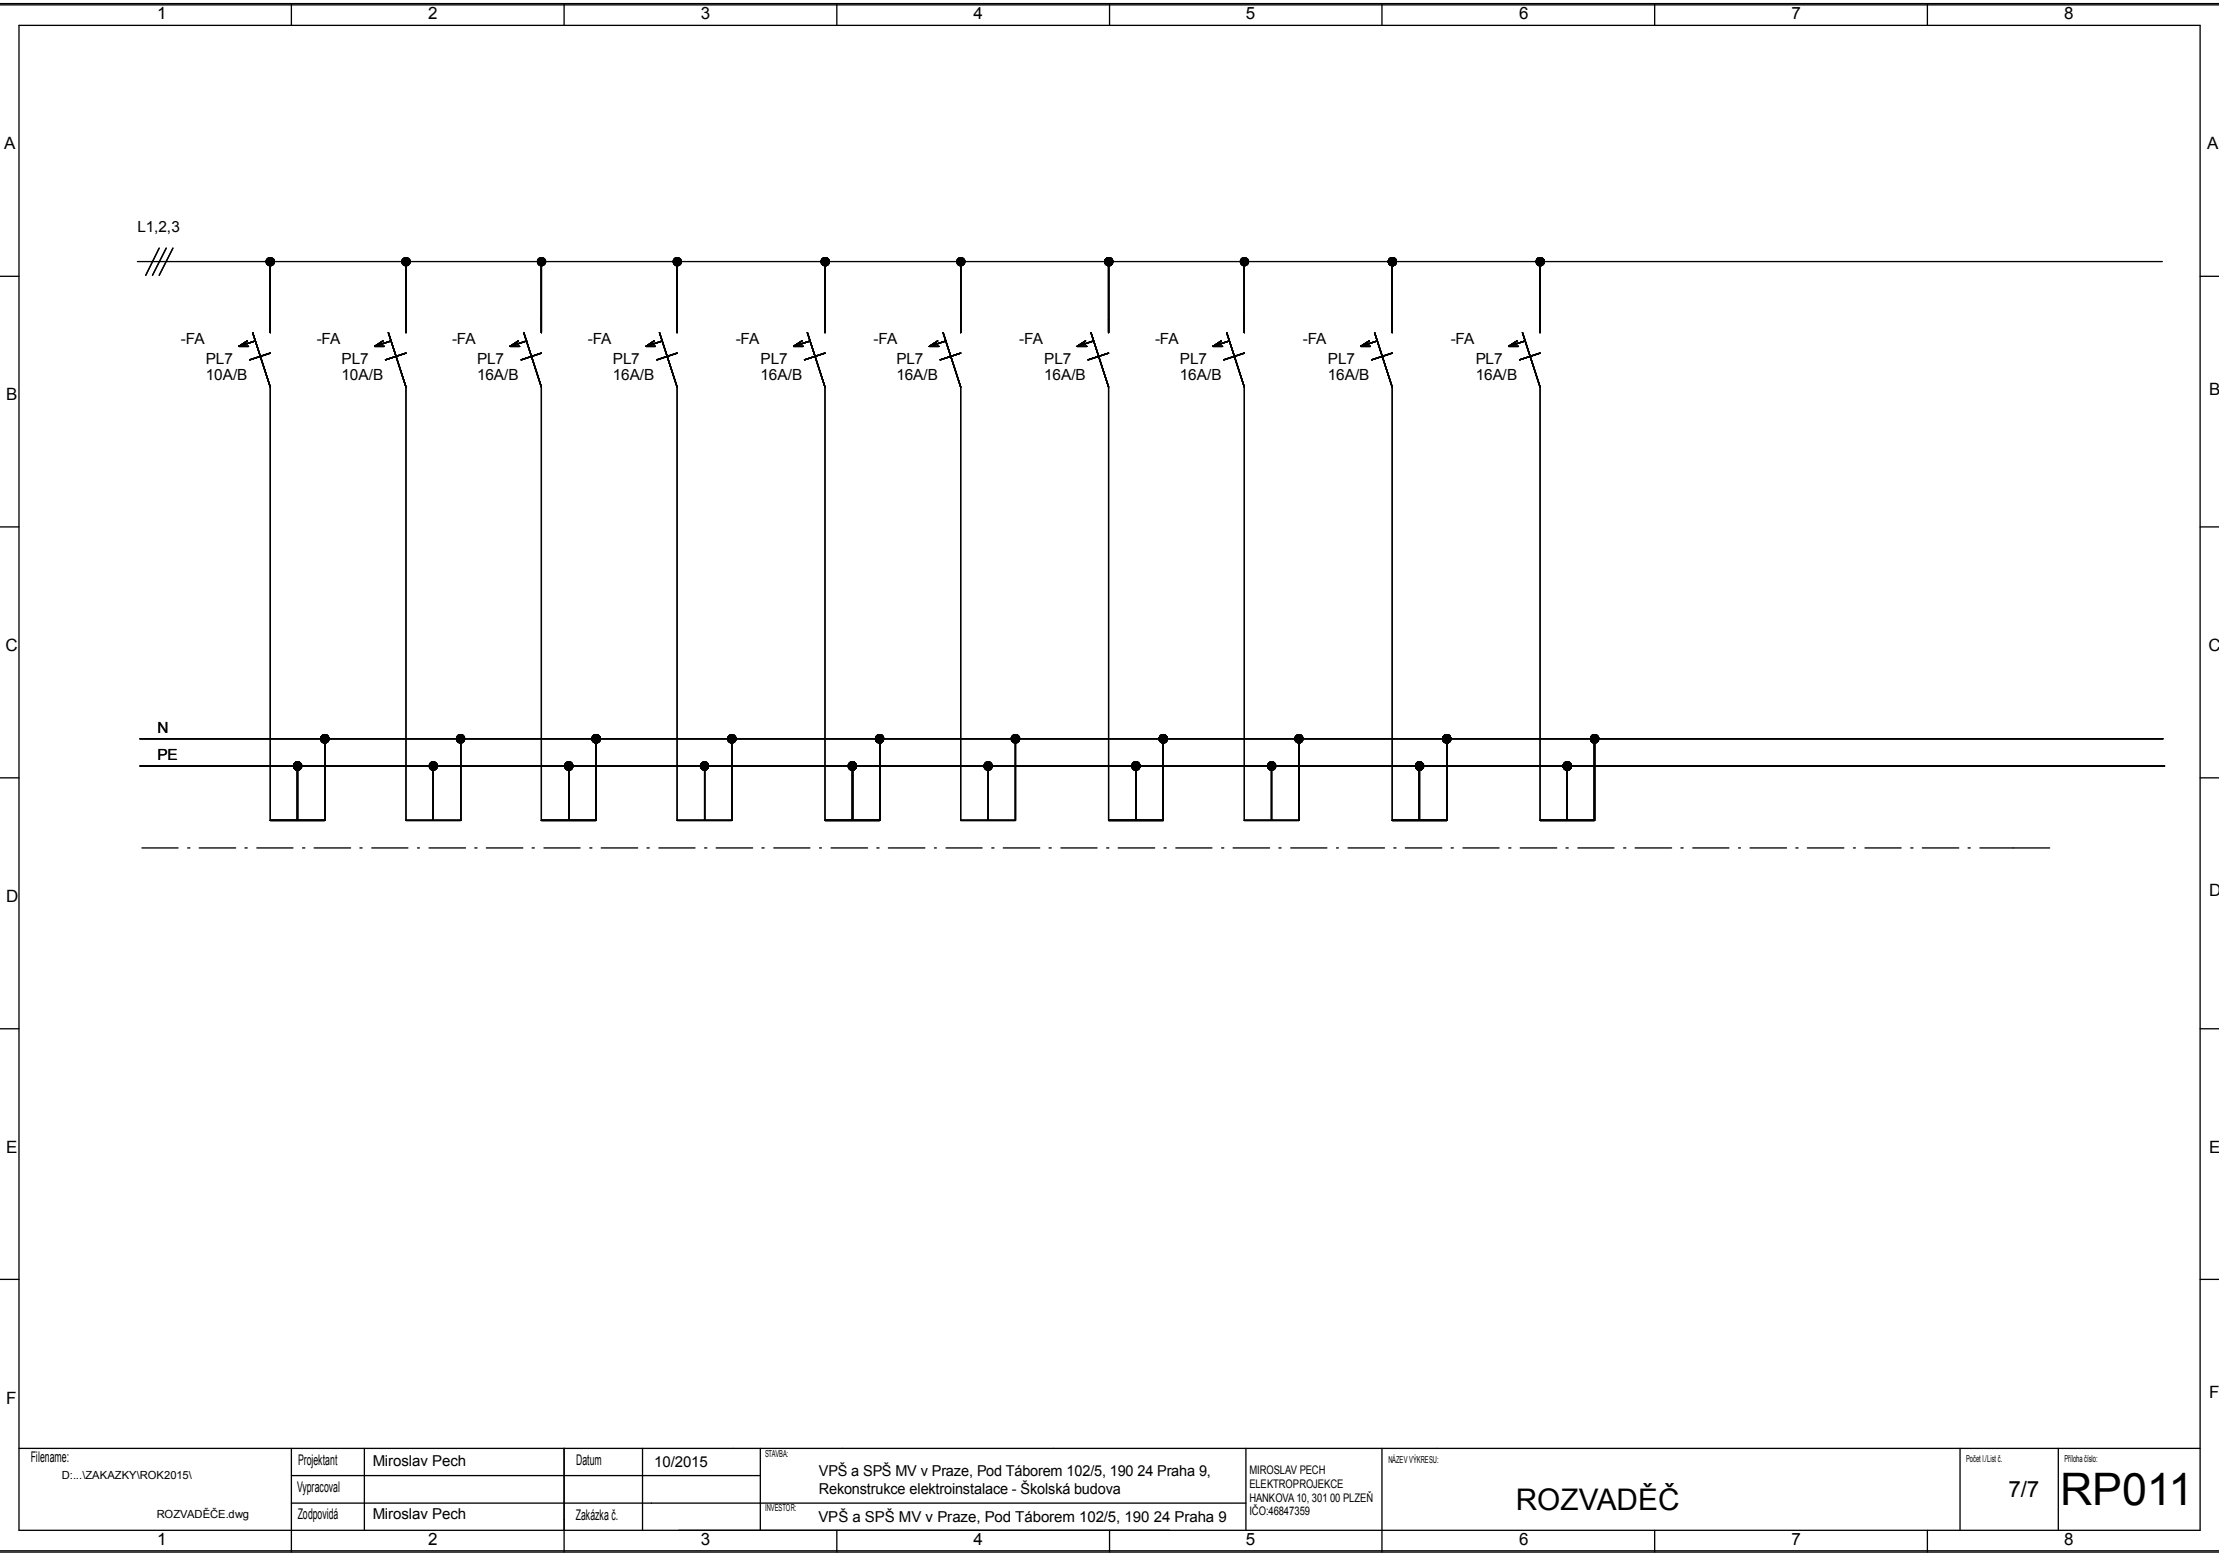 1 2 3 4 5 6 7 8
A A
L1,2,3
-FA -FA -FA -FA -FA -FA -FA -FA -FA -FA
PL7 PL7 PL7 PL7 PL7 PL7 PL7 PL7 PL7 PL7
10A/B 10A/B 16A/B 16A/B 16A/B 16A/B 16A/B 16A/B 16A/B 16A/B
B B
C C
N
PE
D D
E E
F F
Filename:
D:...\ZAKAZKY\ROK2015\
ROZVADĚČE.dwg
Projektant Miroslav Pech
Vypracoval
Zodpovídá Miroslav Pech
Datum 10/2015
Zakázka č.
STAVBA:
VPŠ a SPŠ MV v Praze, Pod Táborem 102/5, 190 24 Praha 9,
Rekonstrukce elektroinstalace - Školská budova
INVESTOR:
VPŠ a SPŠ MV v Praze, Pod Táborem 102/5, 190 24 Praha 9
MIROSLAV PECH
ELEKTROPROJEKCE
HANKOVA 10, 301 00 PLZEŇ
IČO:46847359
NÁZEV VÝKRESU:
ROZVADĚČ
Počet l./List č.
7/7
Příloha číslo:
RP011
1 2 3 4 5 6 7 8